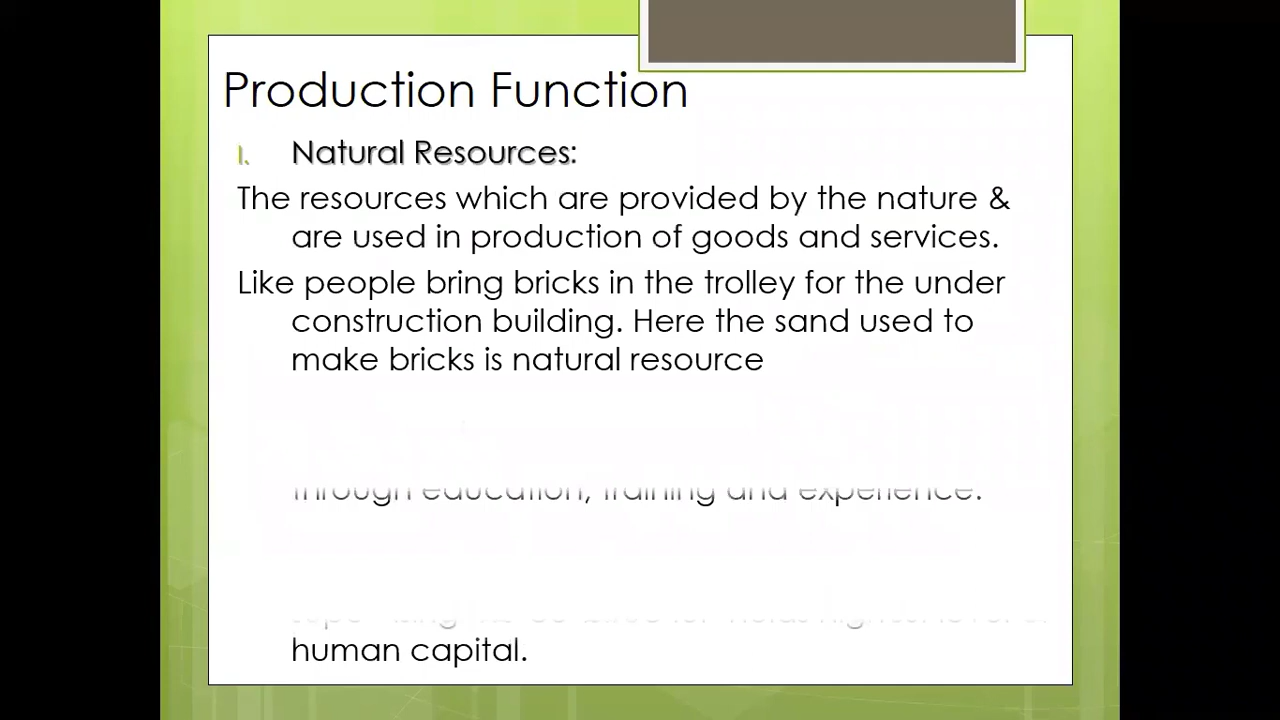 Production Function
I. Natural Resources:
The resources which are provided by the nature &
are used in production of goods and services.
Like people bring bricks in the trolley for the under
construction building. Here the sand used to
make bricks is natural resource
through education, training and experience.
human capital.